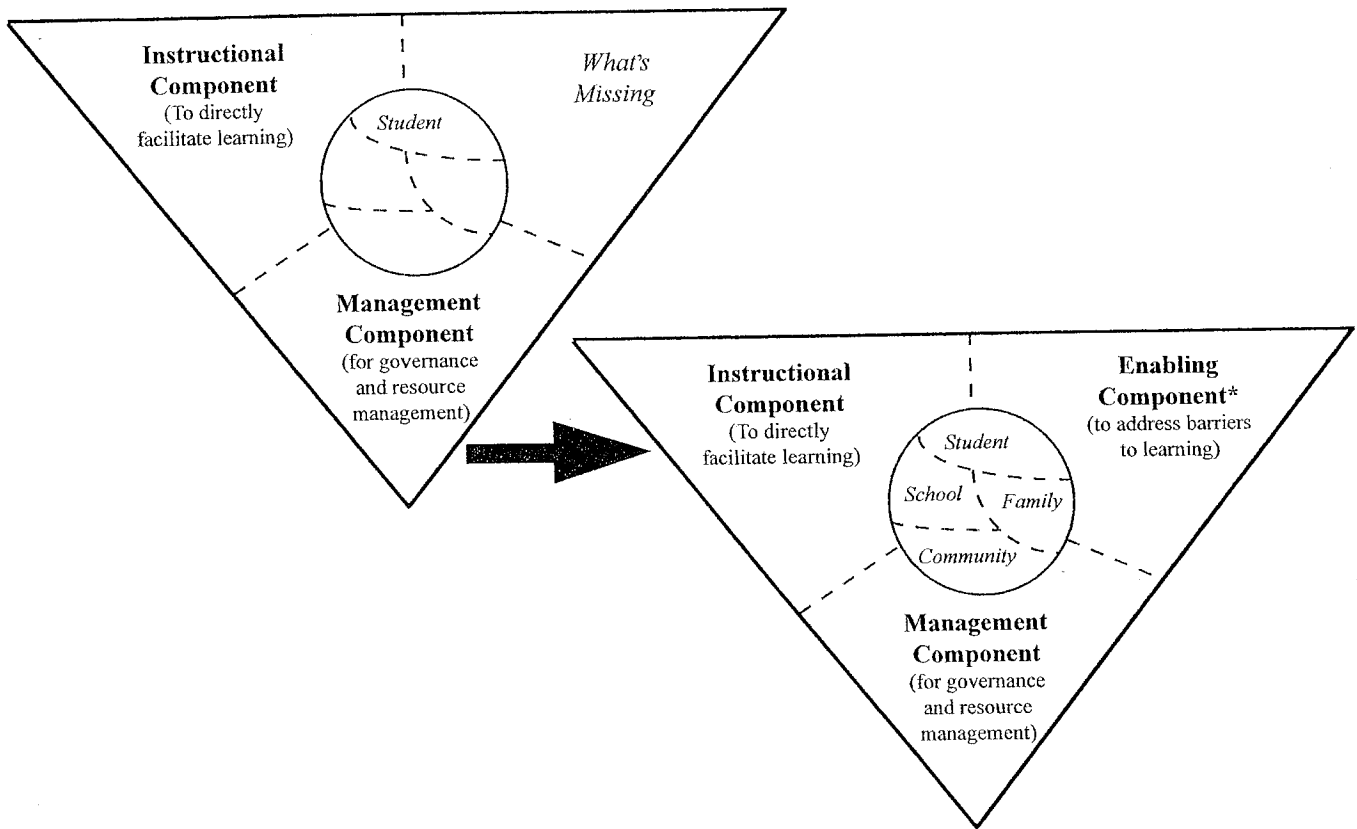 Instructional
Component
(To directly
facilitate learning)
What's
Missing
Student
Management
Component
(for governance
and resource
management)
Instructional
Component
(To directly
facilitate learning)
Enabling
Component*
(to address barriers
to learning)
Student
School
Family
Community
Management
Component
(for governance
and resource
management)